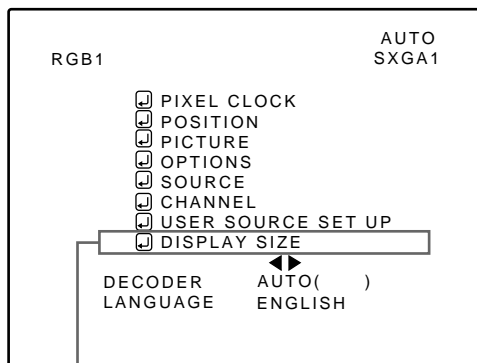 AUTO
RGB1 SXGA1
PIXEL CLOCK
POSITION
PICTURE
OPTIONS
SOURCE
CHANNEL
USER SOURCE SET UP
DISPLAY SIZE
DECODER AUTO( )
LANGUAGE ENGLISH